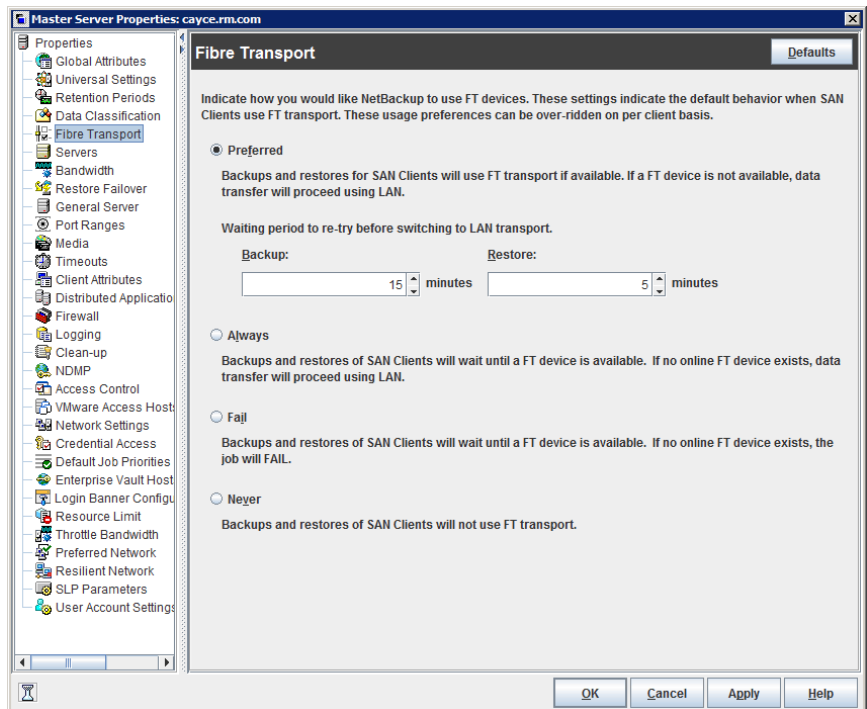 Master Server Properties: cayce.rm.com
Properties
Global Attributes
Universal Settings
Retention Periods
Data Classification
Fibre Transport
Servers
Bandwidth
Restore Failover
General Server
Port Ranges
Media
Timeouts
Client Attributes
Distributed Applicatio
Firewall
Logging
Clean-up
NDMP
Access Control
VMware Access Hosts
Network Settings
Credential Access
Default Job Priorities
Enterprise Vault Host
Login Banner Configu
Resource Limit
Throttle Bandwidth
Preferred Network
Resilient Network
SLP Parameters
User Account Settings
Fibre Transport
Defaults
Indicate how you would like NetBackup to use FT devices. These settings indicate the default behavior when SAN
Clients use FT transport. These usage preferences can be over-ridden on per client basis.
Preferred
Backups and restores for SAN Clients will use FT transport if available. If a FT device is not available, data
transfer will proceed using LAN.
Waiting period to re-try before switching to LAN transport.
Backup: Restore:
15 minutes 5 minutes
Always
Backups and restores of SAN Clients will wait until a FT device is available. If no online FT device exists, data
transfer will proceed using LAN.
Fail
Backups and restores of SAN Clients will wait until a FT device is available. If no online FT device exists, the
job will FAIL.
Never
Backups and restores of SAN Clients will not use FT transport.
OK Cancel Apply Help